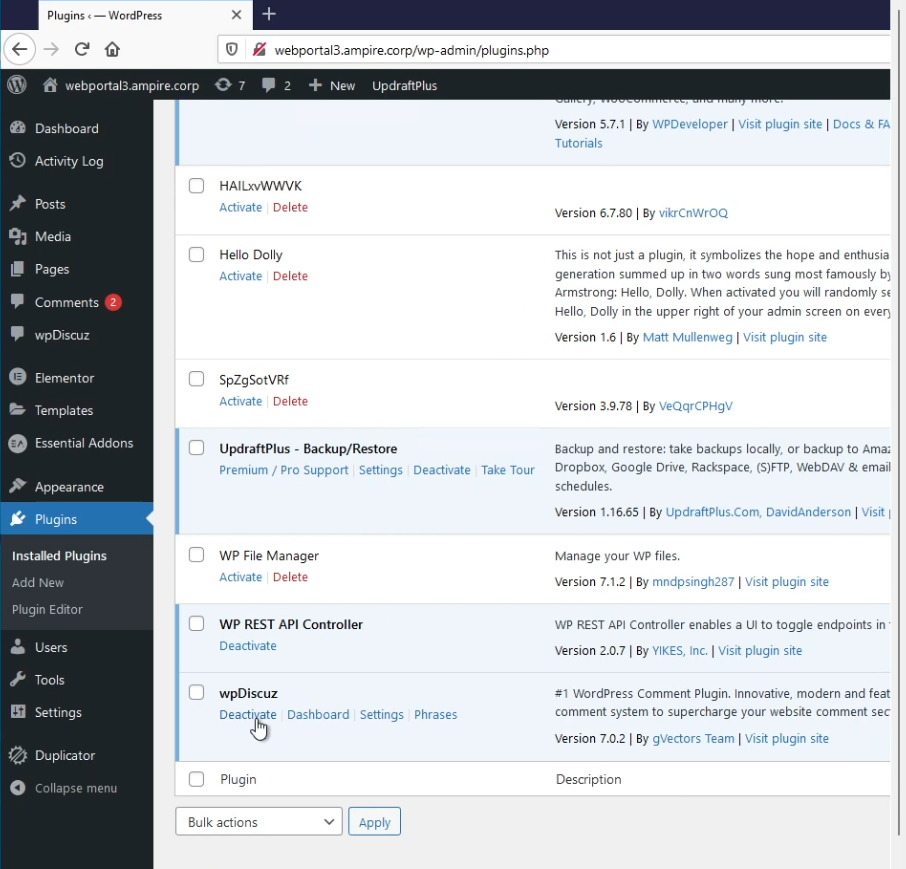 Plugins ‹ — WordPress
webportal3.ampire.corp/wp-admin/plugins.php
webportal3.ampire.corp 7 2 New UpdraftPlus
Dashboard
Activity Log
Posts
Media
Pages
Comments 2
wpDiscuz
Elementor
Templates
Essential Addons
Appearance
Plugins
Installed Plugins
Add New
Plugin Editor
Users
Tools
Settings
Duplicator
Collapse menu
Gallery, WooCommerce, and many more.
Version 5.7.1 | By WPDeveloper | Visit plugin site | Docs & FA
Tutorials
HAILxvWWVK
Activate | Delete
Version 6.7.80 | By vikrCnWrOQ
Hello Dolly
Activate | Delete
This is not just a plugin, it symbolizes the hope and enthusia
generation summed up in two words sung most famously by
Armstrong: Hello, Dolly. When activated you will randomly se
Hello, Dolly in the upper right of your admin screen on every
Version 1.6 | By Matt Mullenweg | Visit plugin site
SpZgSotVRf
Activate | Delete
Version 3.9.78 | By VeQqrCPHgV
UpdraftPlus - Backup/Restore
Premium / Pro Support | Settings | Deactivate | Take Tour
Backup and restore: take backups locally, or backup to Amaz
Dropbox, Google Drive, Rackspace, (S)FTP, WebDAV & email
schedules.
Version 1.16.65 | By UpdraftPlus.Com, DavidAnderson | Visit p
WP File Manager
Activate | Delete
Manage your WP files.
Version 7.1.2 | By mndpsingh287 | Visit plugin site
WP REST API Controller
Deactivate
WP REST API Controller enables a UI to toggle endpoints in
Version 2.0.7 | By YIKES, Inc. | Visit plugin site
wpDiscuz
Deactivate | Dashboard | Settings | Phrases
#1 WordPress Comment Plugin. Innovative, modern and feat
comment system to supercharge your website comment sec
Version 7.0.2 | By gVectors Team | Visit plugin site
Plugin Description
Bulk actions Apply